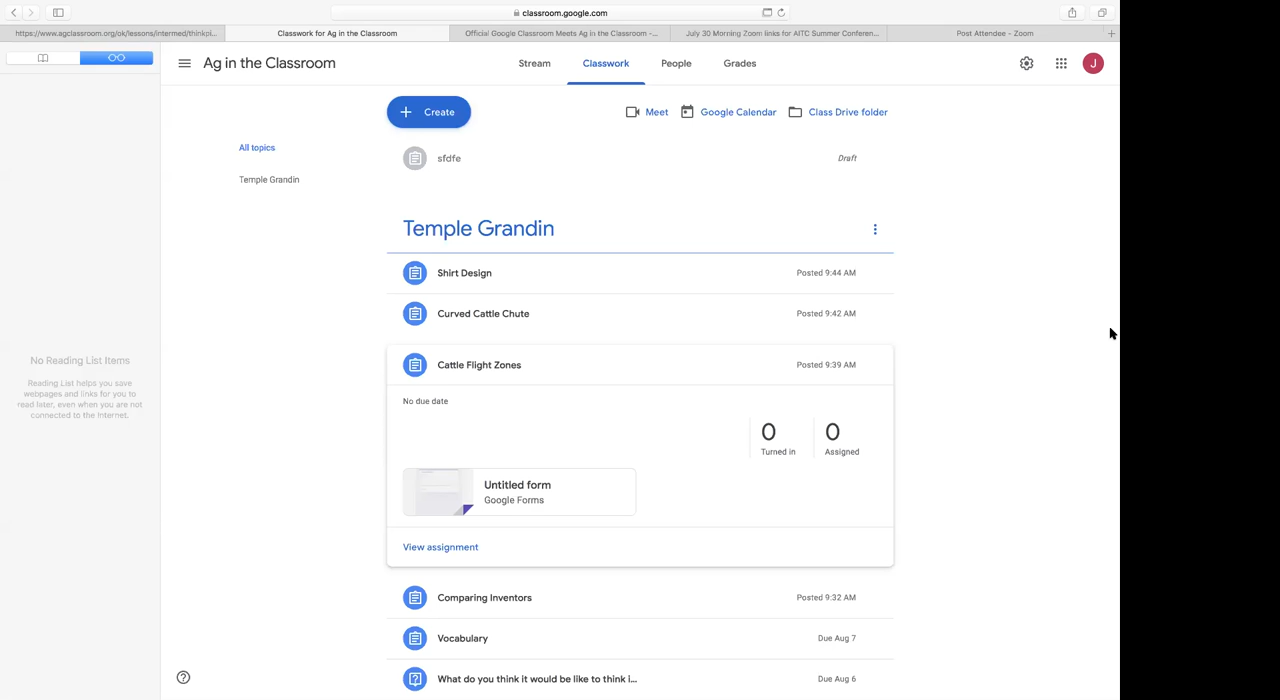 classroom.google.com
https://www.agclassroom.org/ok/lessons/intermed/thinkpi...
Classwork for Ag in the Classroom
Official Google Classroom Meets Ag in the Classroom -...
July 30 Morning Zoom links for AITC Summer Conferen...
Post Attendee - Zoom
Ag in the Classroom
Stream
Classwork
People
Grades
J
Create
Meet
Google Calendar
Class Drive folder
All topics
Temple Grandin
sfdfe
Draft
Temple Grandin
Shirt Design
Posted 9:44 AM
Curved Cattle Chute
Posted 9:42 AM
Cattle Flight Zones
Posted 9:39 AM
No due date
0
Turned in
0
Assigned
Untitled form
Google Forms
View assignment
Comparing Inventors
Posted 9:32 AM
Vocabulary
Due Aug 7
What do you think it would be like to think i...
Due Aug 6
No Reading List Items
Reading List helps you save
webpages and links for you to
read later, even when you are not
connected to the Internet.